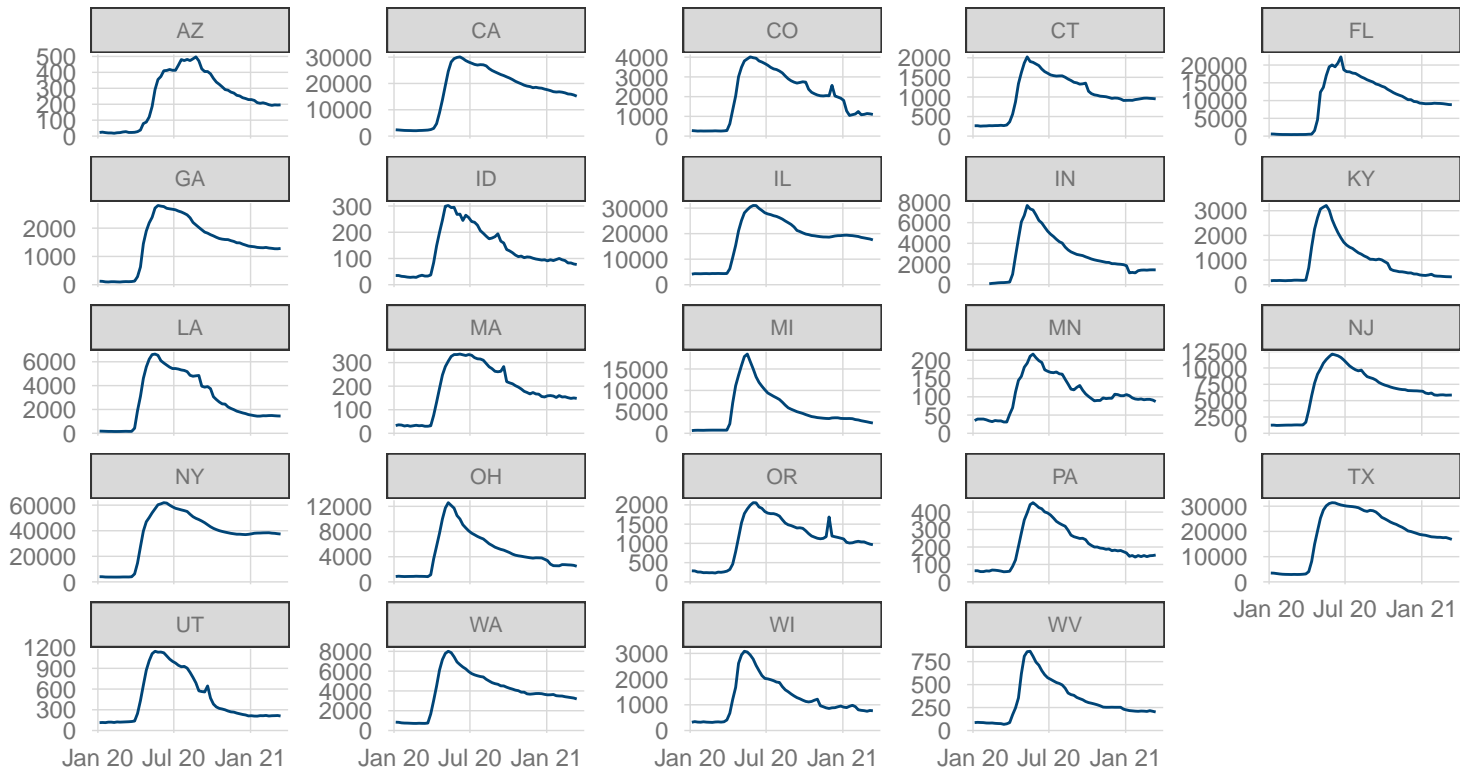 AZ CA CO CT FL
500 400 300 200 100 0 30000 20000 10000 0 4000 3000 2000 1000 0 2000 1500 1000 500 0 20000 15000 10000 5000 0
GA ID IL IN KY
2000 1000 0 300 200 100 0 30000 20000 10000 0 8000 6000 4000 2000 0 3000 2000 1000 0
LA MA MI MN NJ
6000 4000 2000 0 300 200 100 0 15000 10000 5000 0 200 150 100 50 0 12500 10000 7500 5000 2500 0
NY OH OR PA TX
60000 40000 20000 0 12000 8000 4000 0 2000 1500 1000 500 0 400 300 200 100 0 30000 20000 10000 0
Jan 20 Jul 20 Jan 21
UT WA WI WV
1200 900 600 300 0 8000 6000 4000 2000 0 3000 2000 1000 0 750 500 250 0
Jan 20 Jul 20 Jan 21 Jan 20 Jul 20 Jan 21 Jan 20 Jul 20 Jan 21 Jan 20 Jul 20 Jan 21